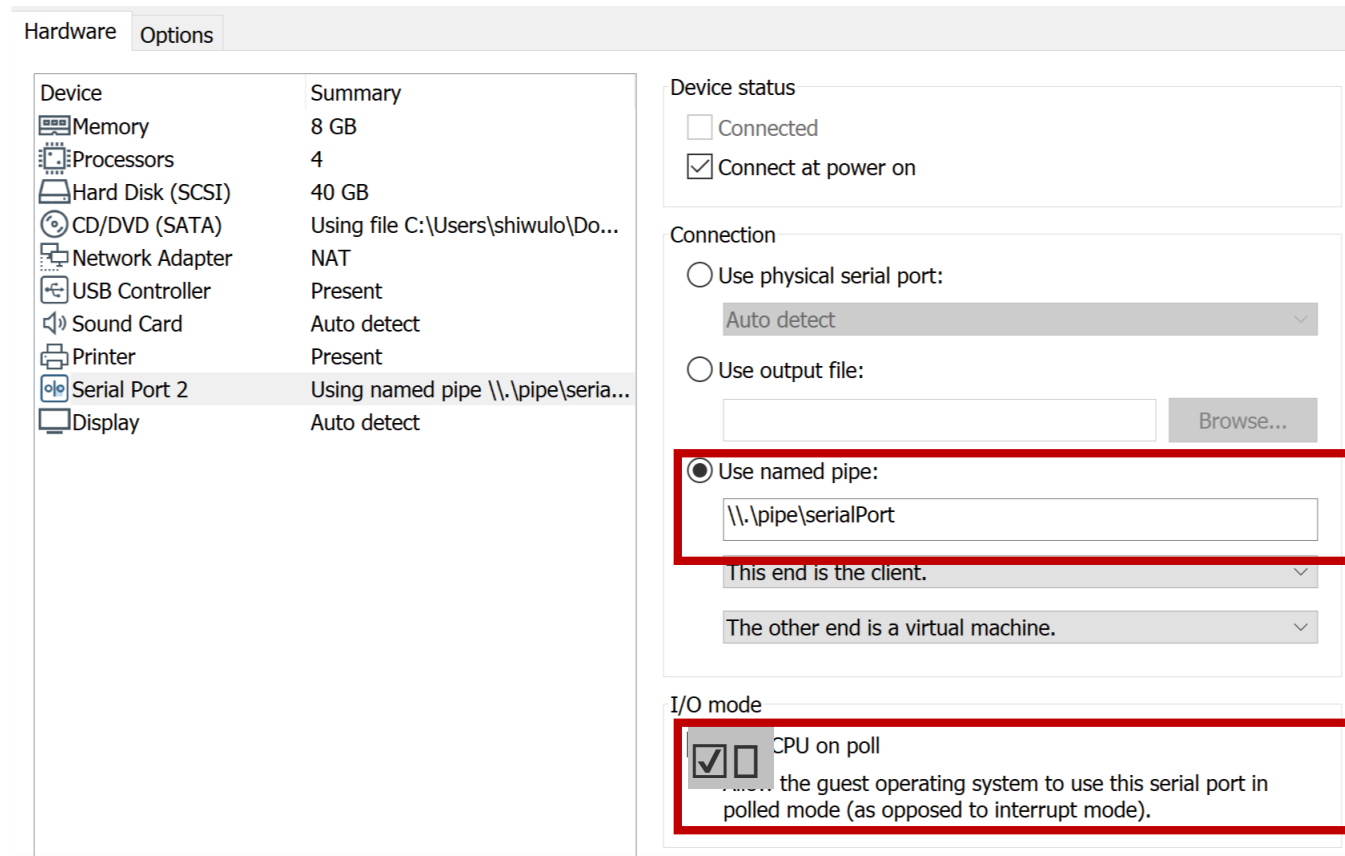 Hardware Options
Device Summary
Memory 8 GB
Processors 4
Hard Disk (SCSI) 40 GB
CD/DVD (SATA) Using file C:\Users\shiwulo\Do...
Network Adapter NAT
USB Controller Present
Sound Card Auto detect
Printer Present
Serial Port 2 Using named pipe \\.\pipe\seria...
Display Auto detect
Device status
Connected
Connect at power on
Connection
Use physical serial port:
Auto detect
Use output file:
Browse...
Use named pipe:
\\.\pipe\serialPort
This end is the client.
The other end is a virtual machine.
I/O mode
CPU on poll
the guest operating system to use this serial port in
polled mode (as opposed to interrupt mode).